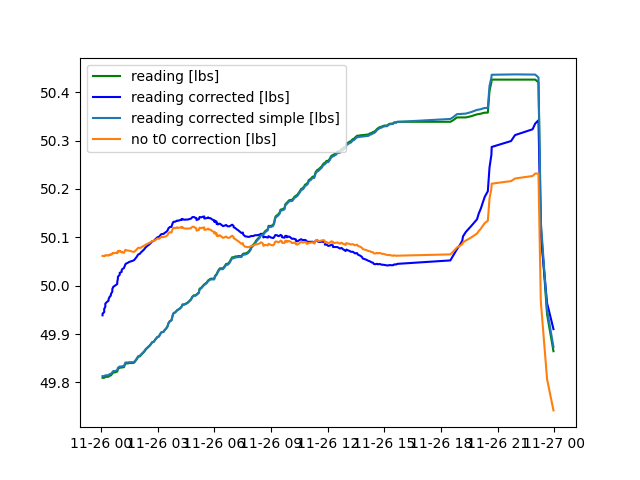 reading [lbs]
reading corrected [lbs]
reading corrected simple [lbs]
no t0 correction [lbs]
50.4
50.3
50.2
50.1
50.0
49.9
49.8
11-26 00 11-26 03 11-26 06 11-26 09 11-26 12 11-26 15 11-26 18 11-26 21 11-27 00